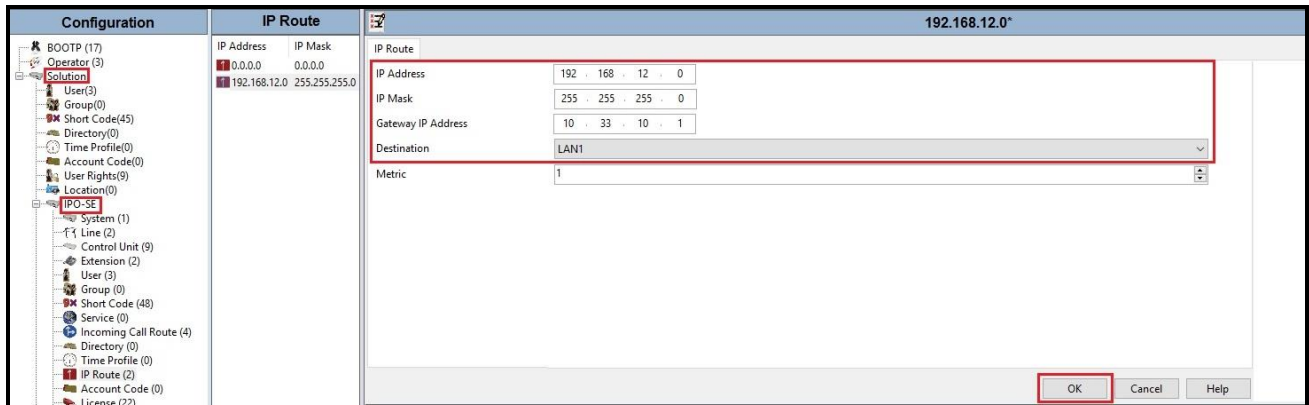 Configuration
BOOTP (17)
Operator (3)
Solution
User(3)
Group(0)
Short Code(45)
Directory(0)
Time Profile(0)
Account Code(0)
User Rights(9)
Location(0)
IPO-SE
System (1)
Line (2)
Control Unit (9)
Extension (2)
User (3)
Group (0)
Short Code (48)
Service (0)
Incoming Call Route (4)
Directory (0)
Time Profile (0)
IP Route (2)
Account Code (0)
License (22)
IP Route
IP Address IP Mask
0.0.0.0 0.0.0.0
192.168.12.0 255.255.255.0
192.168.12.0*
IP Route
IP Address 192 . 168 . 12 . 0
IP Mask 255 . 255 . 255 . 0
Gateway IP Address 10 . 33 . 10 . 1
Destination LAN1
Metric 1
OK Cancel Help